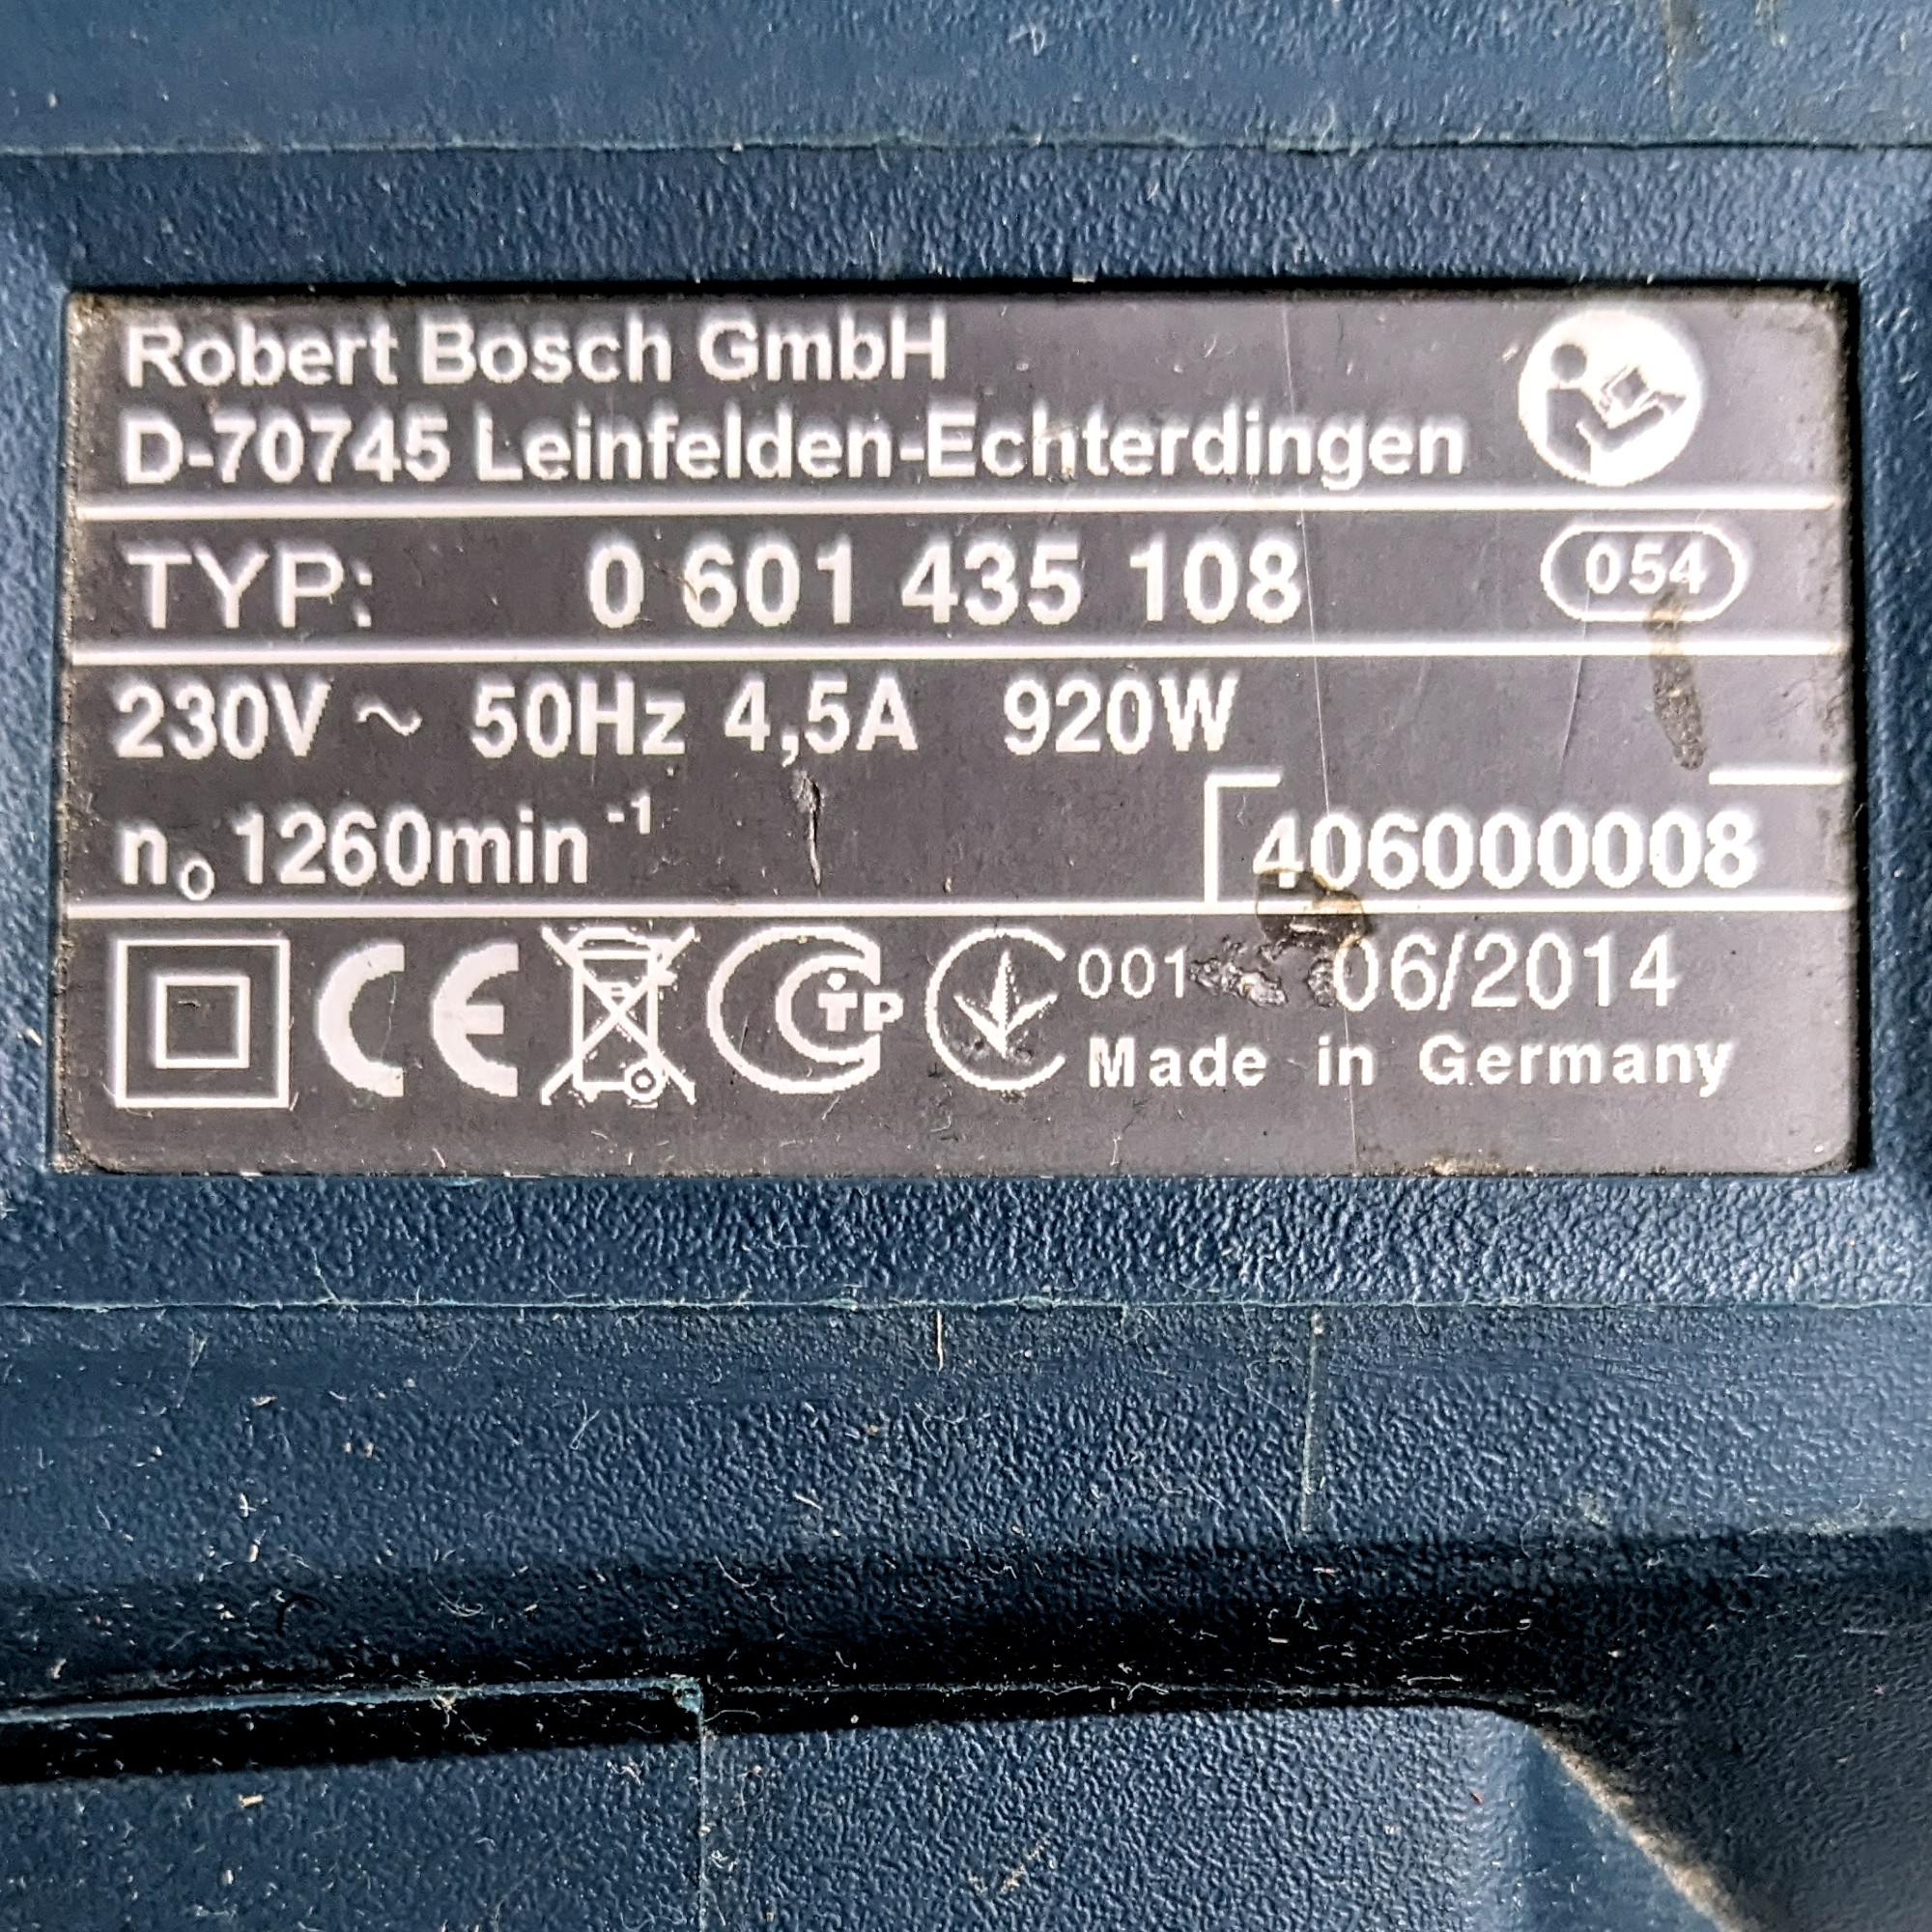 Robert Bosch GmbH
D-70745 Leinfelden-Echterdingen
TYP: 0 601 435 108 054
230V ~ 50Hz 4,5A 920W
n₀ 1260min⁻¹
406000008
CE 001 06/2014
Made in Germany